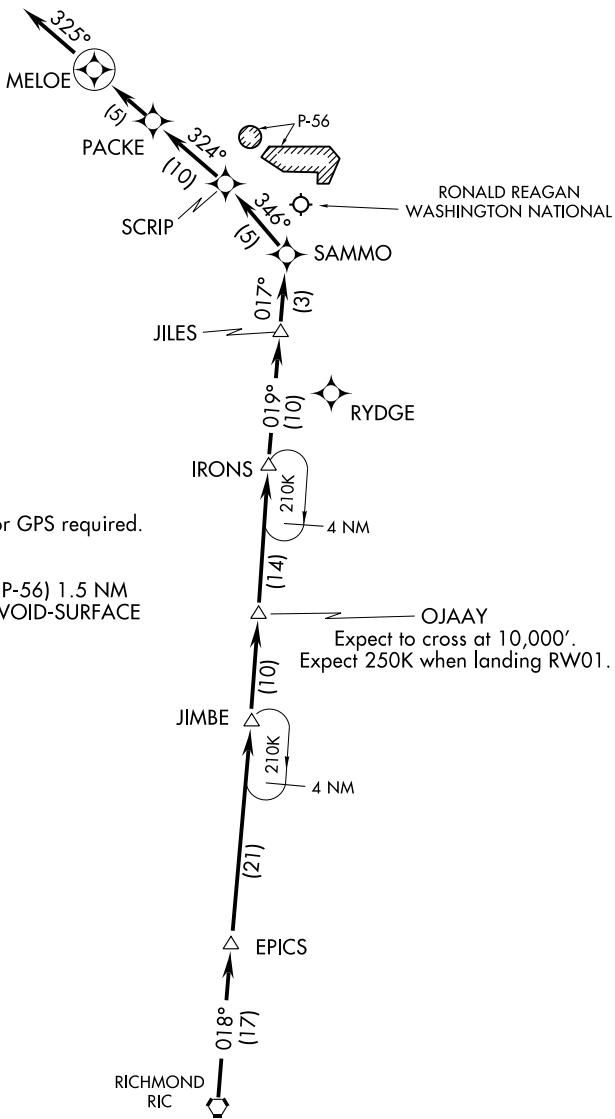 325°
MELOE
(5)
PACKE
P-56
324°
(10)
SCRIP
346°
(5)
RONALD REAGAN
WASHINGTON NATIONAL
SAMMO
017°
(3)
JILES
019°
(10)
RYDGE
IRONS
210K
4 NM
or GPS required.
(14)
P-56) 1.5 NM
VOID-SURFACE
OJAAY
Expect to cross at 10,000'.
Expect 250K when landing RW01.
(10)
JIMBE
210K
4 NM
(21)
EPICS
018°
(17)
RICHMOND
RIC